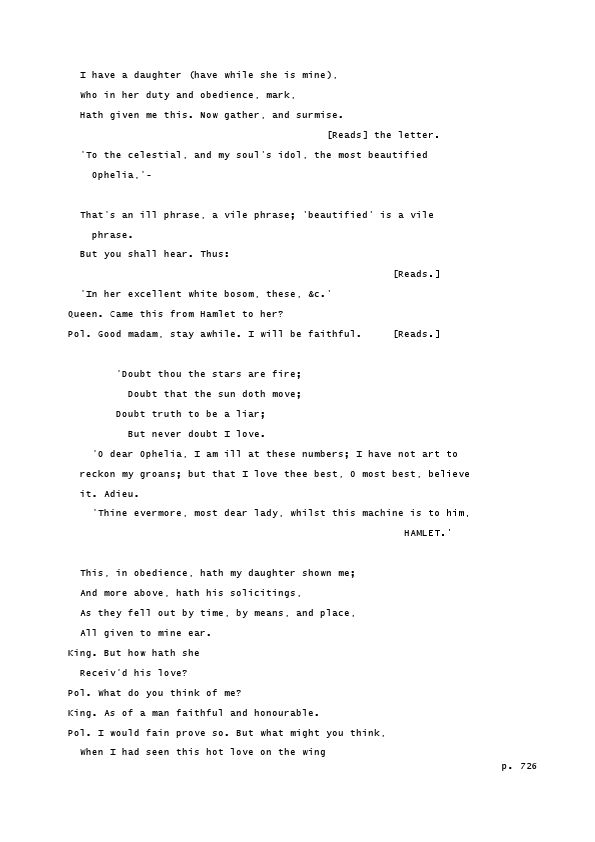 I have a daughter (have while she is mine),
Who in her duty and obedience, mark,
Hath given me this. Now gather, and surmise.
[Reads] the letter.
'To the celestial, and my soul's idol, the most beautified
Ophelia,'-
That's an ill phrase, a vile phrase; 'beautified' is a vile
phrase.
But you shall hear. Thus:
[Reads.]
'In her excellent white bosom, these, &c.'
Queen. Came this from Hamlet to her?
Pol. Good madam, stay awhile. I will be faithful. [Reads.]
'Doubt thou the stars are fire;
Doubt that the sun doth move;
Doubt truth to be a liar;
But never doubt I love.
'O dear Ophelia, I am ill at these numbers; I have not art to
reckon my groans; but that I love thee best, O most best, believe
it. Adieu.
'Thine evermore, most dear lady, whilst this machine is to him,
HAMLET.'
This, in obedience, hath my daughter shown me;
And more above, hath his solicitings,
As they fell out by time, by means, and place,
All given to mine ear.
King. But how hath she
Receiv'd his love?
Pol. What do you think of me?
King. As of a man faithful and honourable.
Pol. I would fain prove so. But what might you think,
When I had seen this hot love on the wing
p. 726